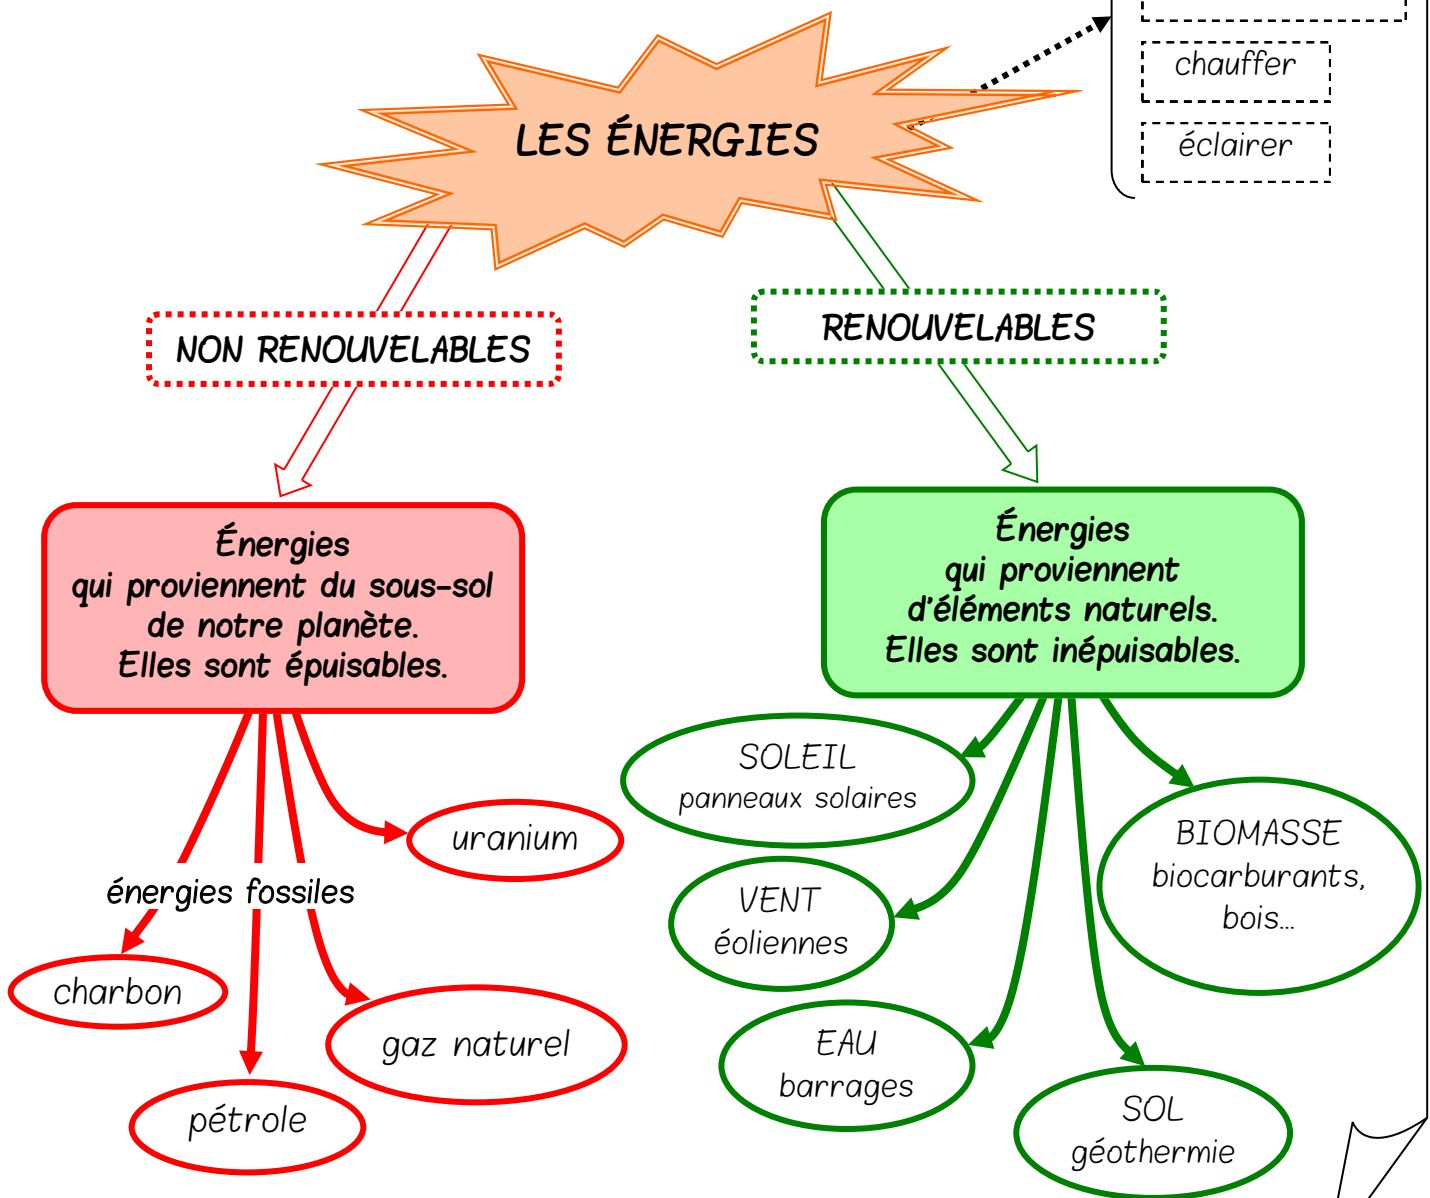 chauffer
éclairer
LES ÉNERGIES
NON RENOUVELABLES
RENOUVELABLES
Énergies
qui proviennent du sous-sol
de notre planète.
Elles sont épuisables.
Énergies
qui proviennent
d'éléments naturels.
Elles sont inépuisables.
uranium
énergies fossiles
charbon
gaz naturel
pétrole
SOLEIL
panneaux solaires
VENT
éoliennes
EAU
barrages
SOL
géothermie
BIOMASSE
biocarburants,
bois...